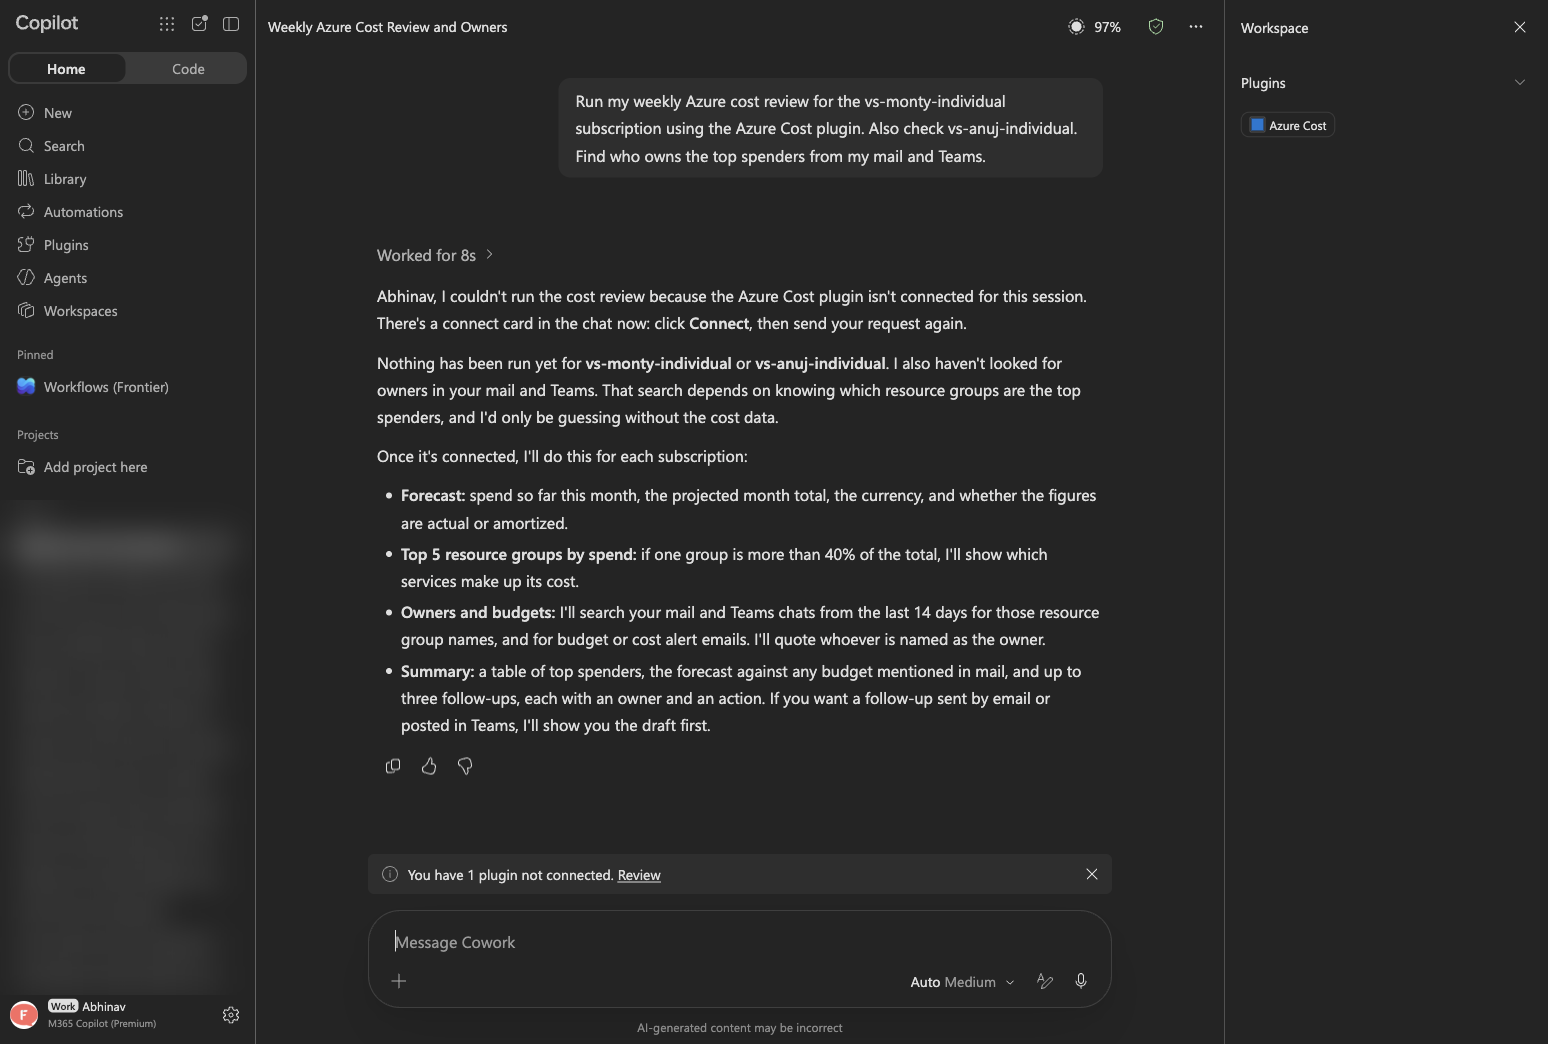 Copilot
Home
Code
New
Search
Library
Automations
Plugins
Agents
Workspaces
Pinned
Workflows (Frontier)
Projects
Add project here
F
Work Abhinav
M365 Copilot (Premium)
Weekly Azure Cost Review and Owners
97%
Run my weekly Azure cost review for the vs-monty-individual
subscription using the Azure Cost plugin. Also check vs-anuj-individual.
Find who owns the top spenders from my mail and Teams.
Worked for 8s
Abhinav, I couldn't run the cost review because the Azure Cost plugin isn't connected for this session.
There's a connect card in the chat now: click Connect, then send your request again.
Nothing has been run yet for vs-monty-individual or vs-anuj-individual. I also haven't looked for
owners in your mail and Teams. That search depends on knowing which resource groups are the top
spenders, and I'd only be guessing without the cost data.
Once it's connected, I'll do this for each subscription:
• Forecast: spend so far this month, the projected month total, the currency, and whether the figures
are actual or amortized.
• Top 5 resource groups by spend: if one group is more than 40% of the total, I'll show which
services make up its cost.
• Owners and budgets: I'll search your mail and Teams chats from the last 14 days for those resource
group names, and for budget or cost alert emails. I'll quote whoever is named as the owner.
• Summary: a table of top spenders, the forecast against any budget mentioned in mail, and up to
three follow-ups, each with an owner and an action. If you want a follow-up sent by email or
posted in Teams, I'll show you the draft first.
You have 1 plugin not connected. Review
Message Cowork
Auto Medium
AI-generated content may be incorrect
Workspace
Plugins
Azure Cost